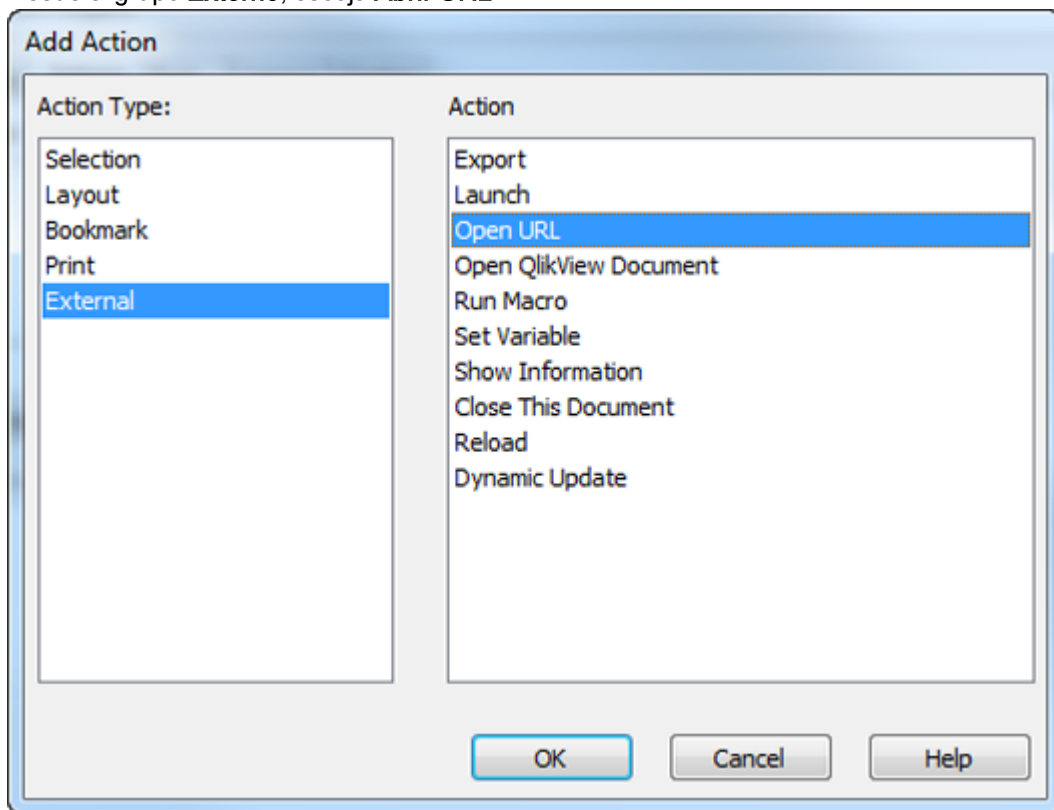 Add Action
Action Type:
Action
Selection
Layout
Bookmark
Print
External
Export
Launch
Open URL
Open QlikView Document
Run Macro
Set Variable
Show Information
Close This Document
Reload
Dynamic Update
OK
Cancel
Help